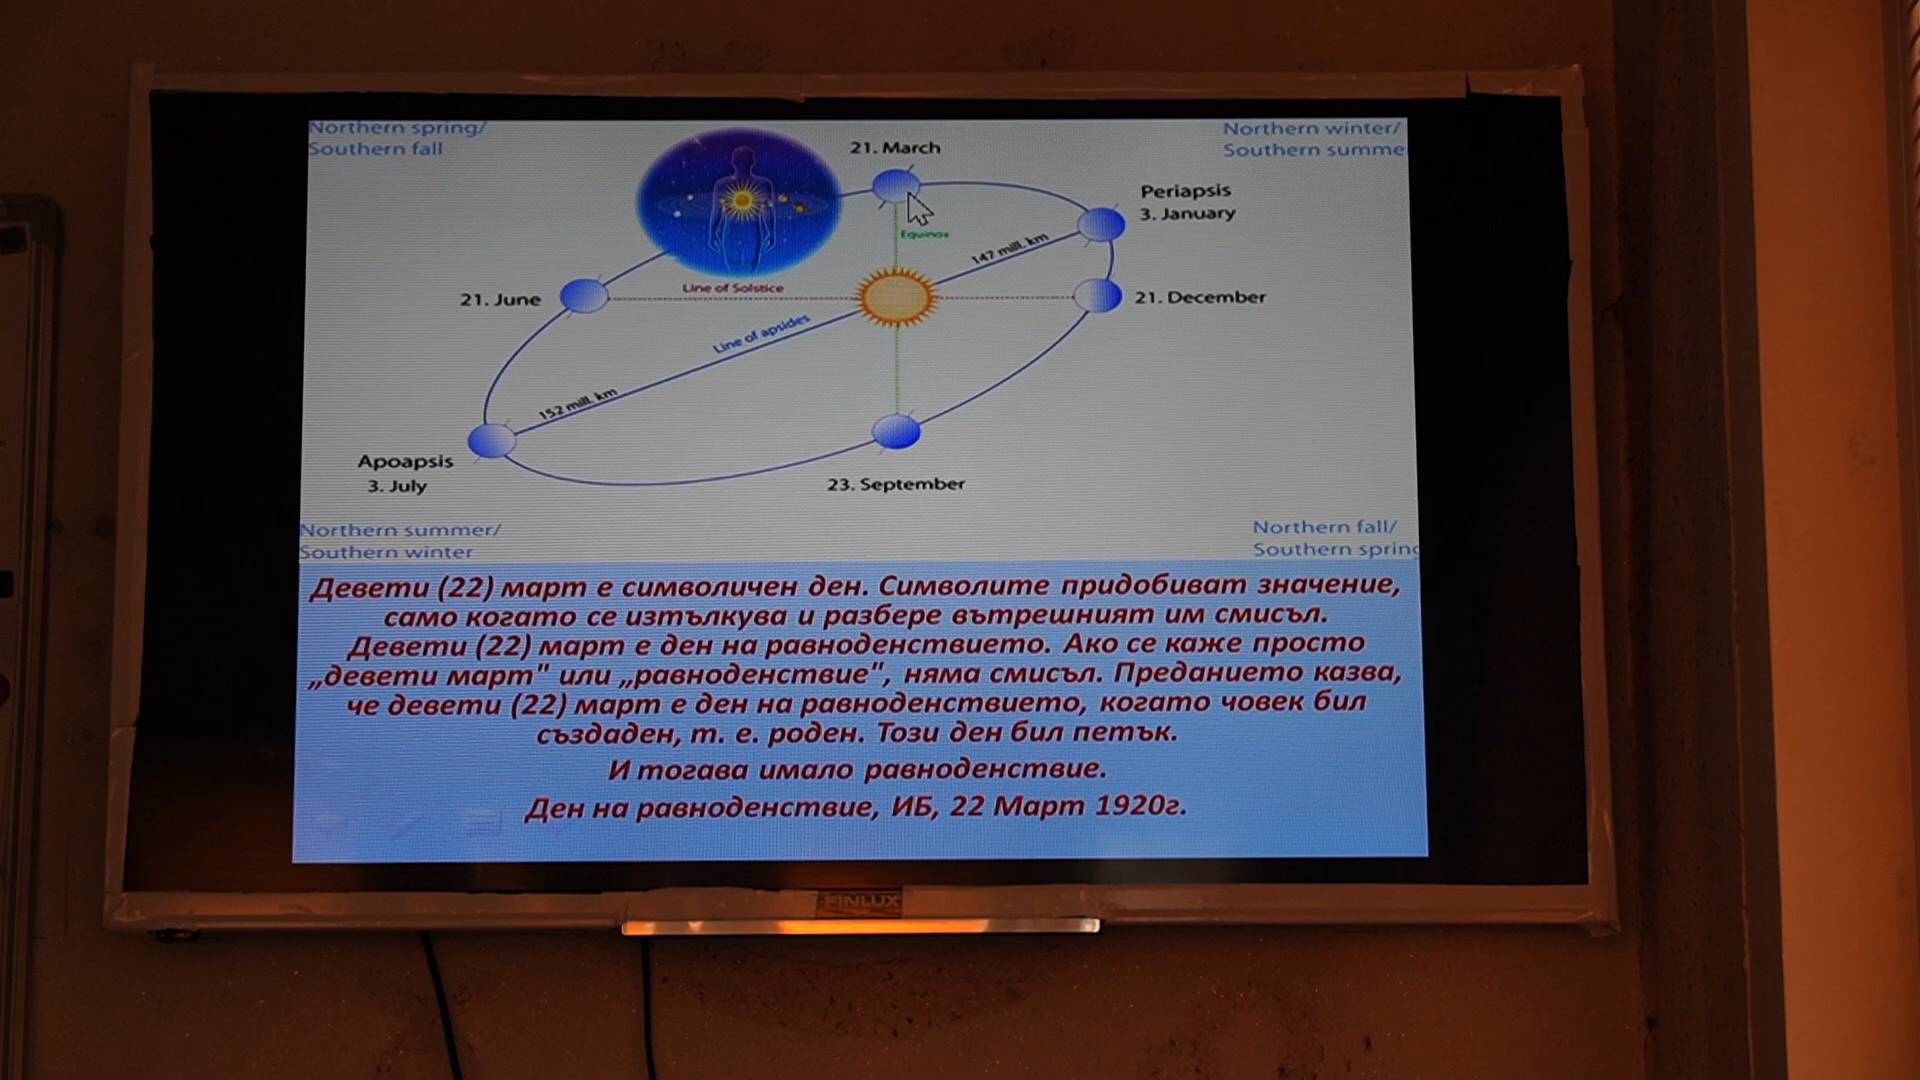 Northern spring/
Southern fall
21. March
Northern winter/
Southern summe
Periapsis
3. January
Equinox
147 mill. km
21. June
Line of Solstice
21. December
Line of apsides
152 mill. km
Apoapsis
3. July
23. September
Northern summer/
Southern winter
Northern fall/
Southern spring
Девети (22) март е символичен ден. Символите придобиват значение,
само когато се изтълкува и разбере вътрешният им смисъл.
Девети (22) март е ден на равноденствието. Ако се каже просто
„девети март" или „равноденствие", няма смисъл. Преданието казва,
че девети (22) март е ден на равноденствието, когато човек бил
създаден, т. е. роден. Този ден бил петък.
И тогава имало равноденствие.
Ден на равноденствие, ИБ, 22 Март 1920г.
FINLUX